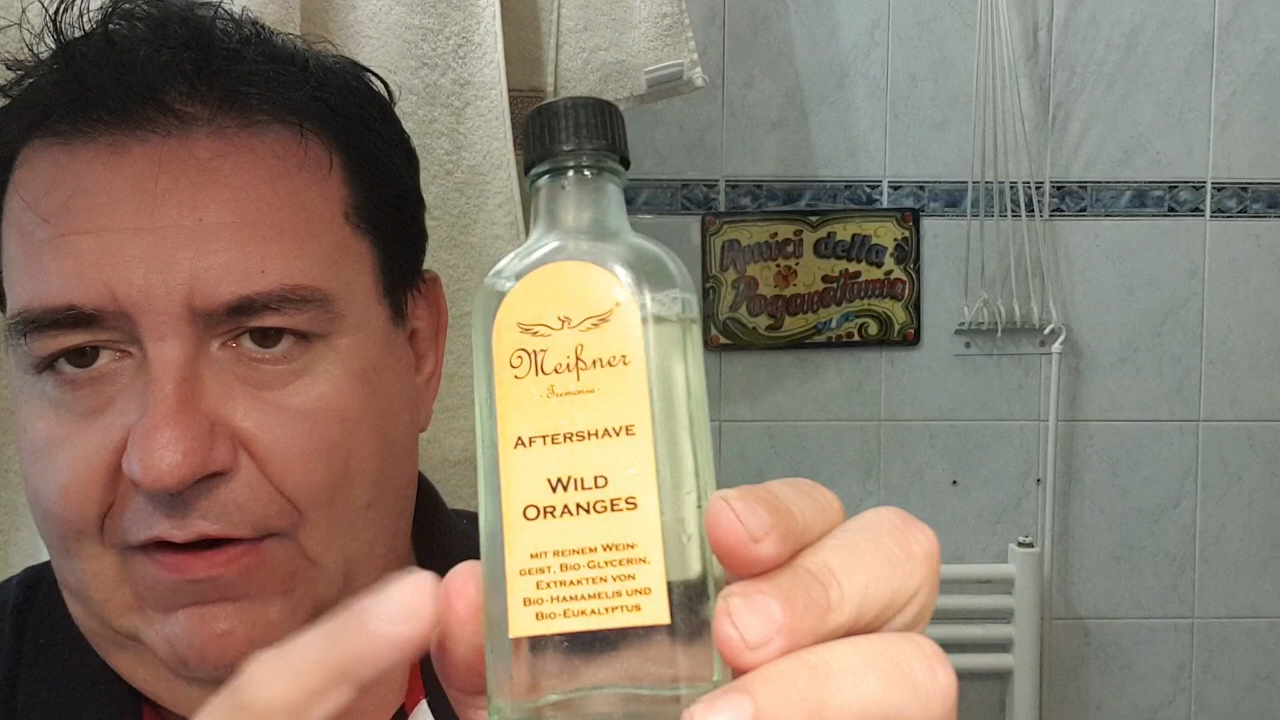 Meißner
- Tremonia -
AFTERSHAVE
WILD
ORANGES
MIT REINEM WEIN-
GEIST, BIO-GLYCERIN,
EXTRAKTEN VON
BIO-HAMAMELIS UND
BIO-EUKALYPTUS
Amici della
Poganottomia